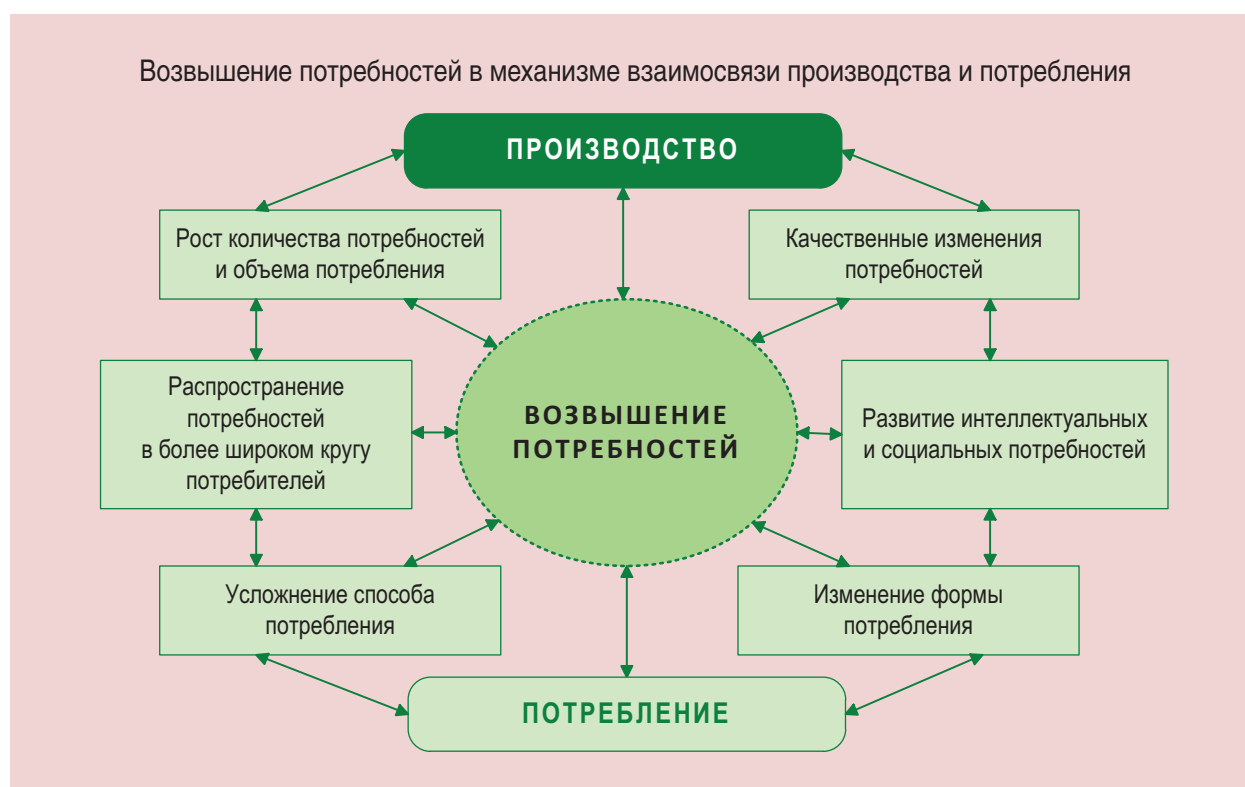 Возвышение потребностей в механизме взаимосвязи производства и потребления
ПРОИЗВОДСТВО
Рост количества потребностей
и объема потребления
Качественные изменения
потребностей
Распространение
потребностей
в более широком кругу
потребителей
ВОЗВЫШЕНИЕ
ПОТРЕБНОСТЕЙ
Развитие интеллектуальных
и социальных потребностей
Усложнение способа
потребления
Изменение формы
потребления
ПОТРЕБЛЕНИЕ